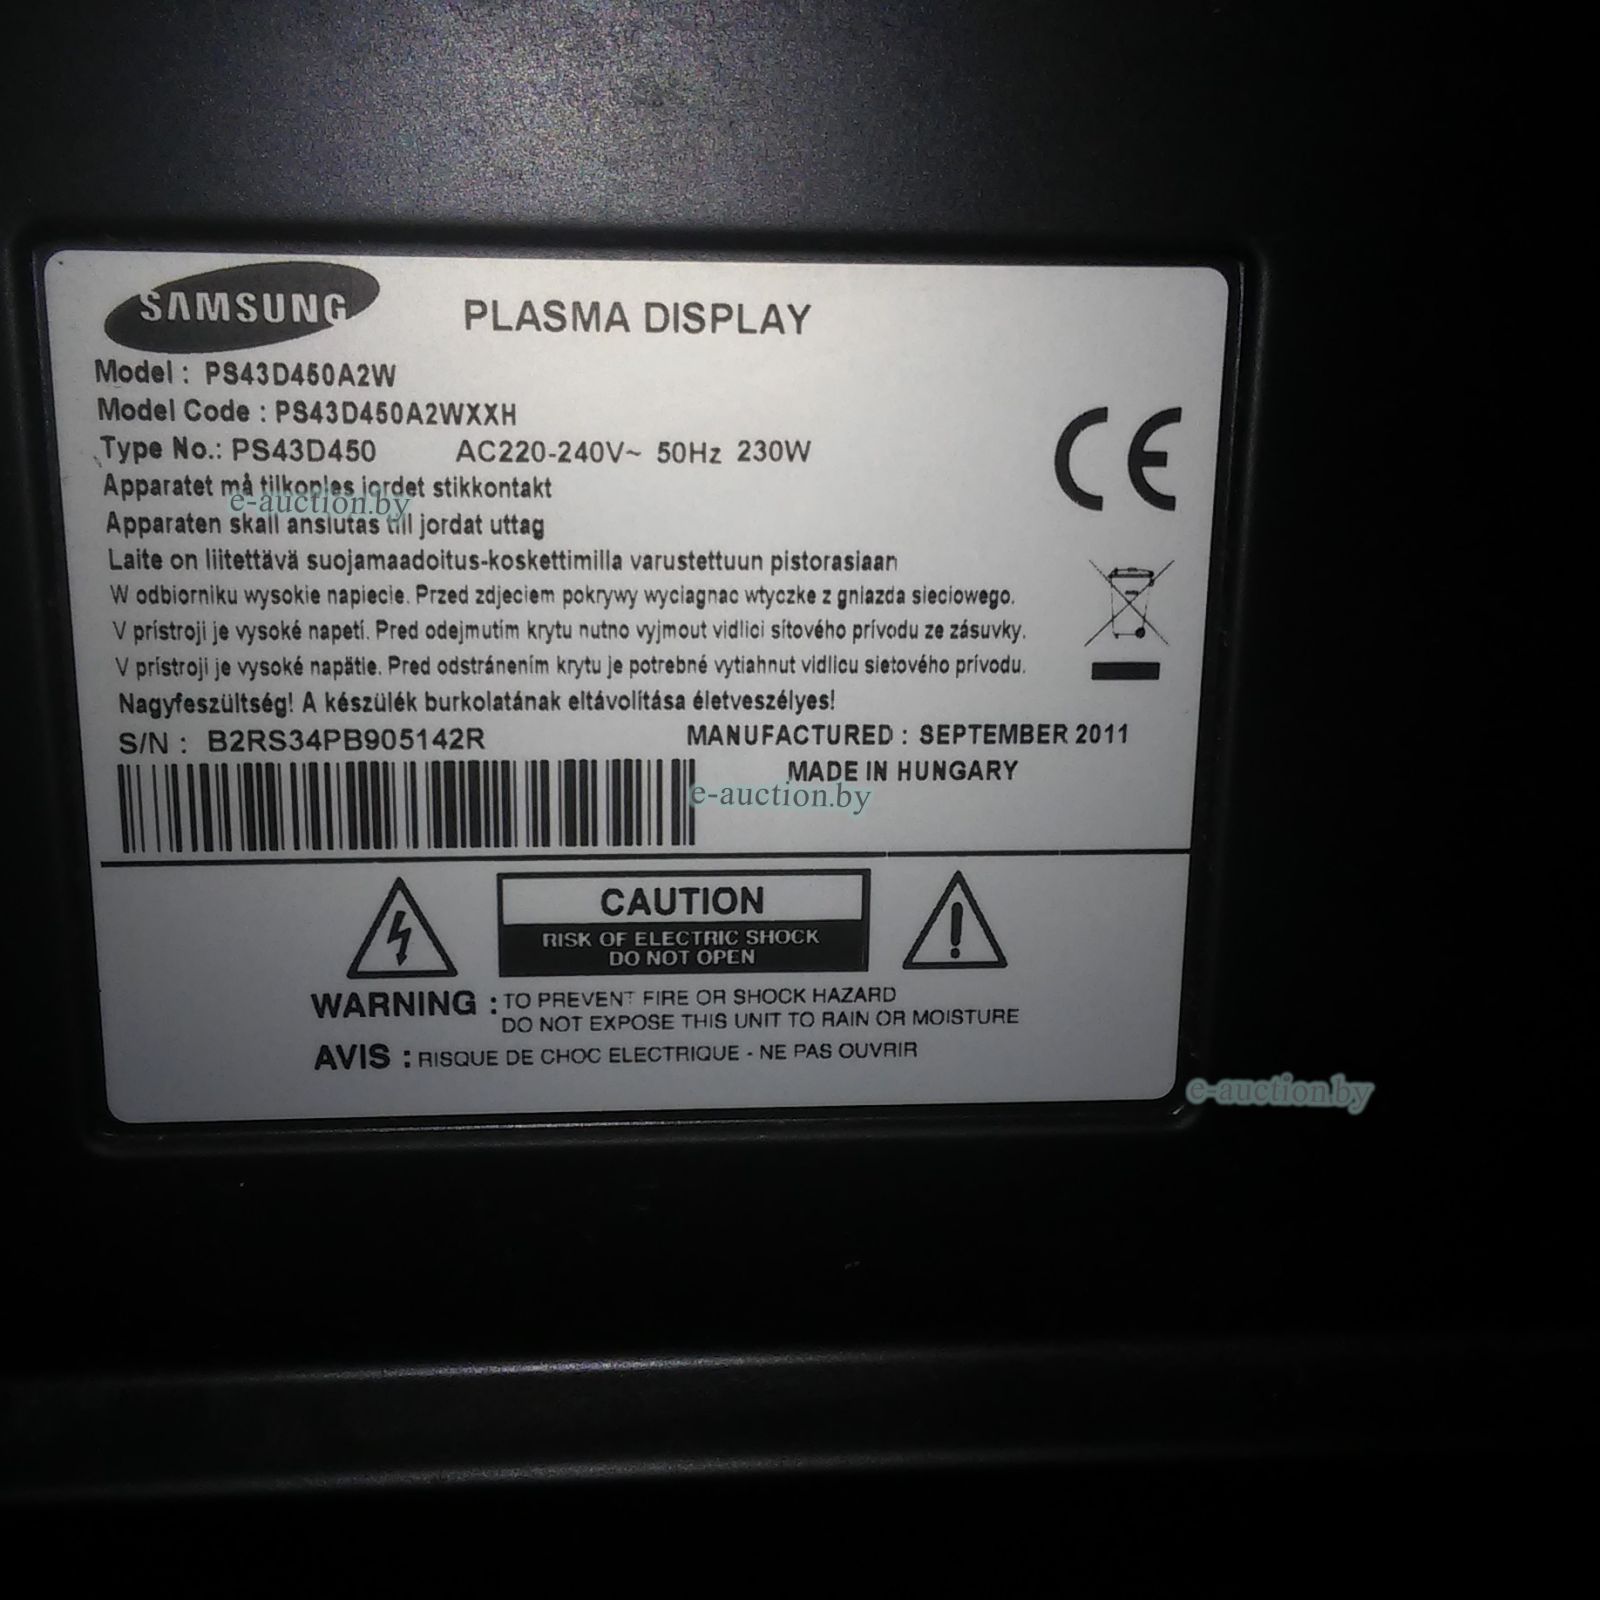 SAMSUNG
PLASMA DISPLAY
Model : PS43D450A2W
Model Code : PS43D450A2WXXH
Type No.: PS43D450 AC220-240V~ 50Hz 230W
Apparatet må tilkoples jordet stikkontakt
e-auction.by
Apparaten skall anslutas till jordat uttag
Laite on liitettävä suojamaadoitus-koskettimilla varustettuun pistorasiaan
W odbiorniku wysokie napiecie. Przed zdjeciem pokrywy wyciagnac wtyczke z gniazda sieciowego.
V prístroji je vysoké napetí. Pred odejmutím krytu nutno vyjmout vidlici sítového prívodu ze zásuvky.
V prístroji je vysoké napätie. Pred odstránením krytu je potrebné vytiahnut vidlicu sietového prívodu.
Nagyfeszültség! A készülék burkolatának eltávolítása életveszélyes!
S/N : B2RS34PB905142R MANUFACTURED : SEPTEMBER 2011
MADE IN HUNGARY
e-auction.by
CE
CAUTION
RISK OF ELECTRIC SHOCK
DO NOT OPEN
WARNING : TO PREVENT FIRE OR SHOCK HAZARD
DO NOT EXPOSE THIS UNIT TO RAIN OR MOISTURE
AVIS : RISQUE DE CHOC ELECTRIQUE - NE PAS OUVRIR
e-auction.by